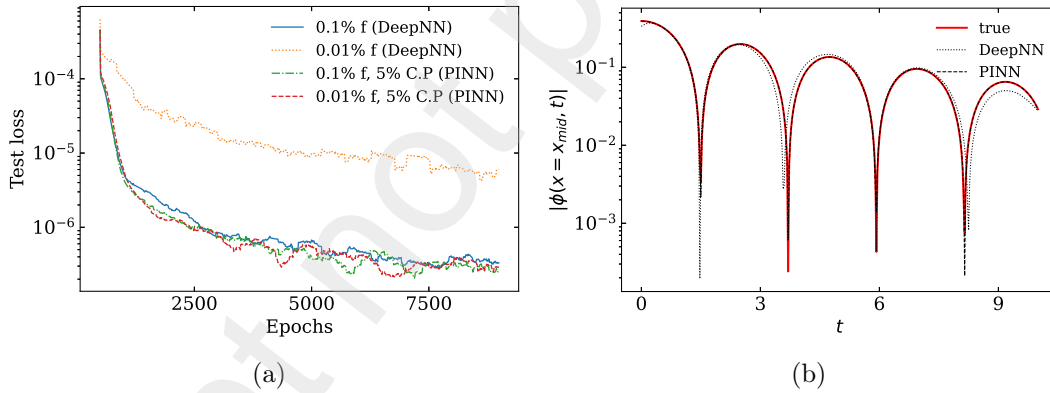 0.1% f (DeepNN)
0.01% f (DeepNN)
0.1% f, 5% C.P (PINN)
0.01% f, 5% C.P (PINN)
10⁻⁴
10⁻⁵
10⁻⁶
Test loss
2500
5000
7500
Epochs
(a)
true
DeepNN
PINN
10⁻¹
10⁻²
10⁻³
|ϕ(x = x_mid, t)|
0
3
6
9
t
(b)
not p